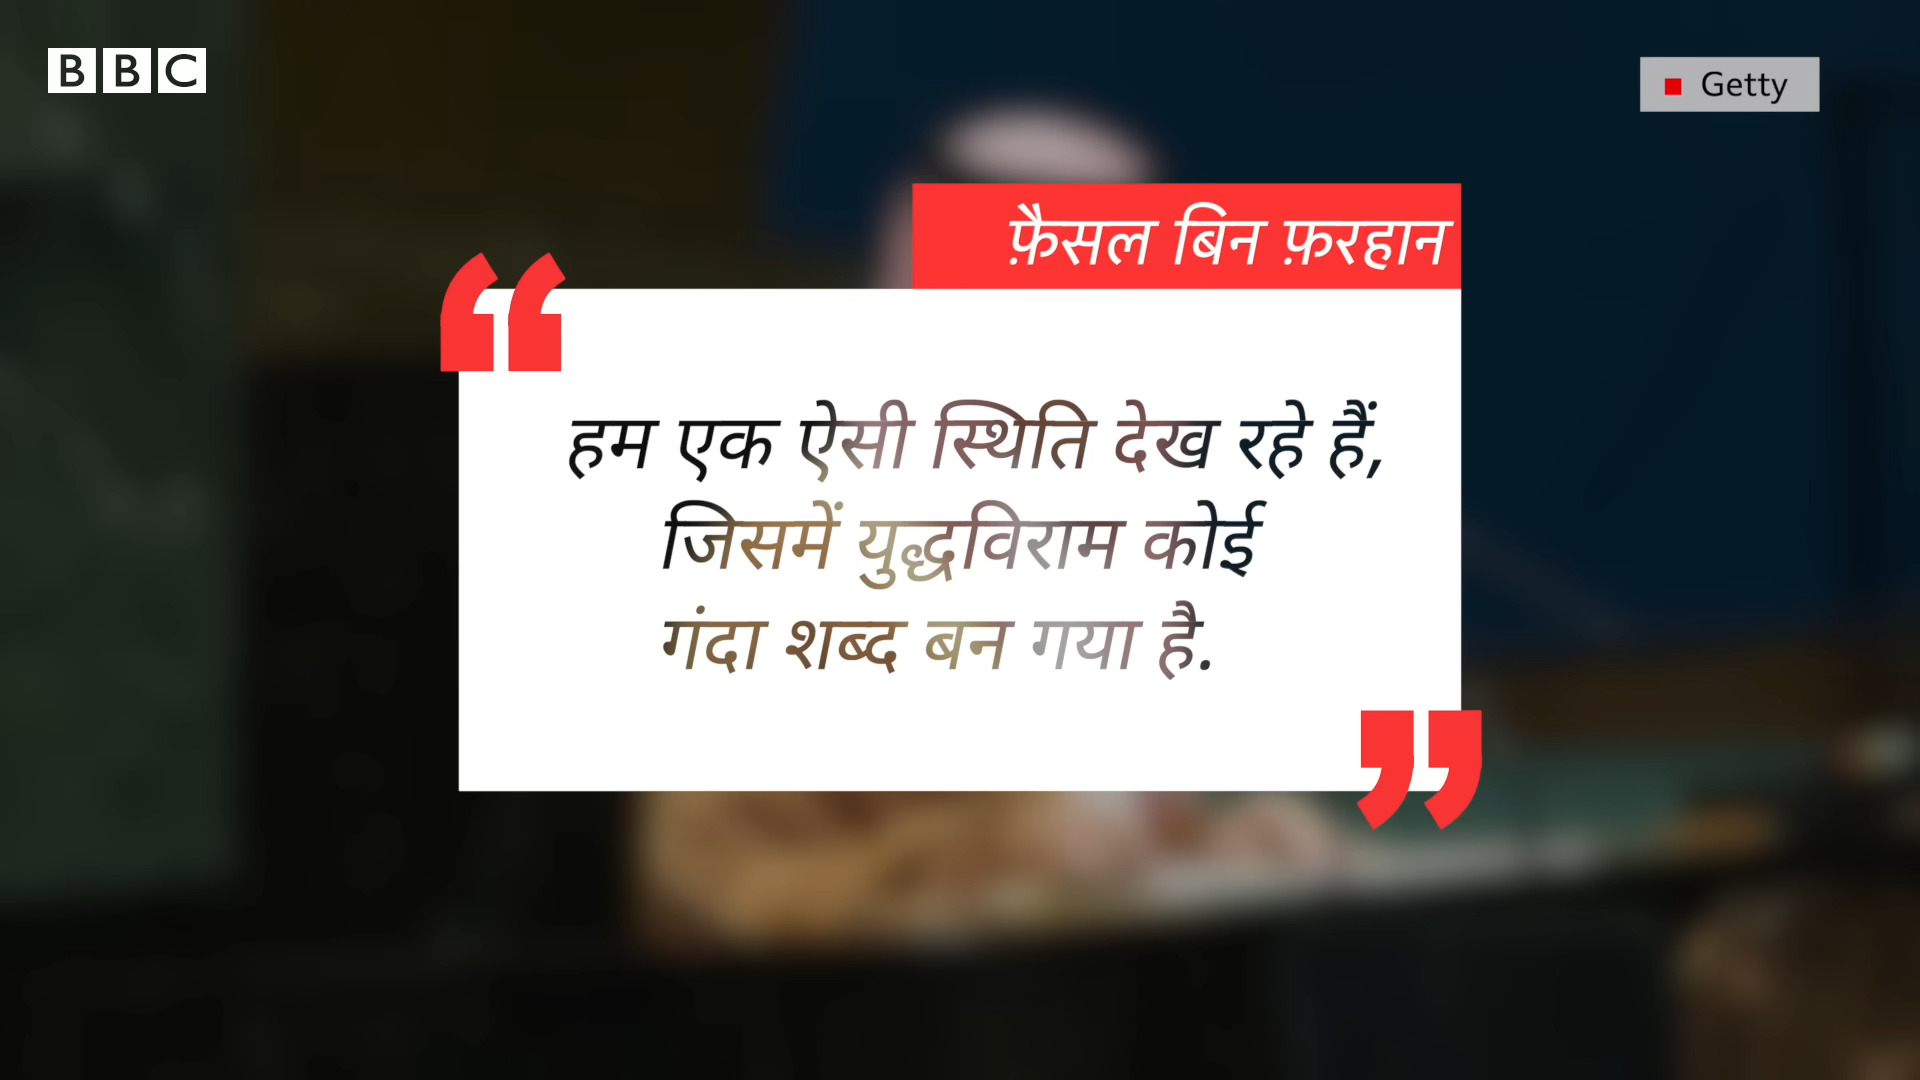 BBC
Getty
फ़ैसल बिन फ़रहान
“
हम एक ऐसी स्थिति देख रहे हैं,
जिसमें युद्धविराम कोई
गंदा शब्द बन गया है.
”